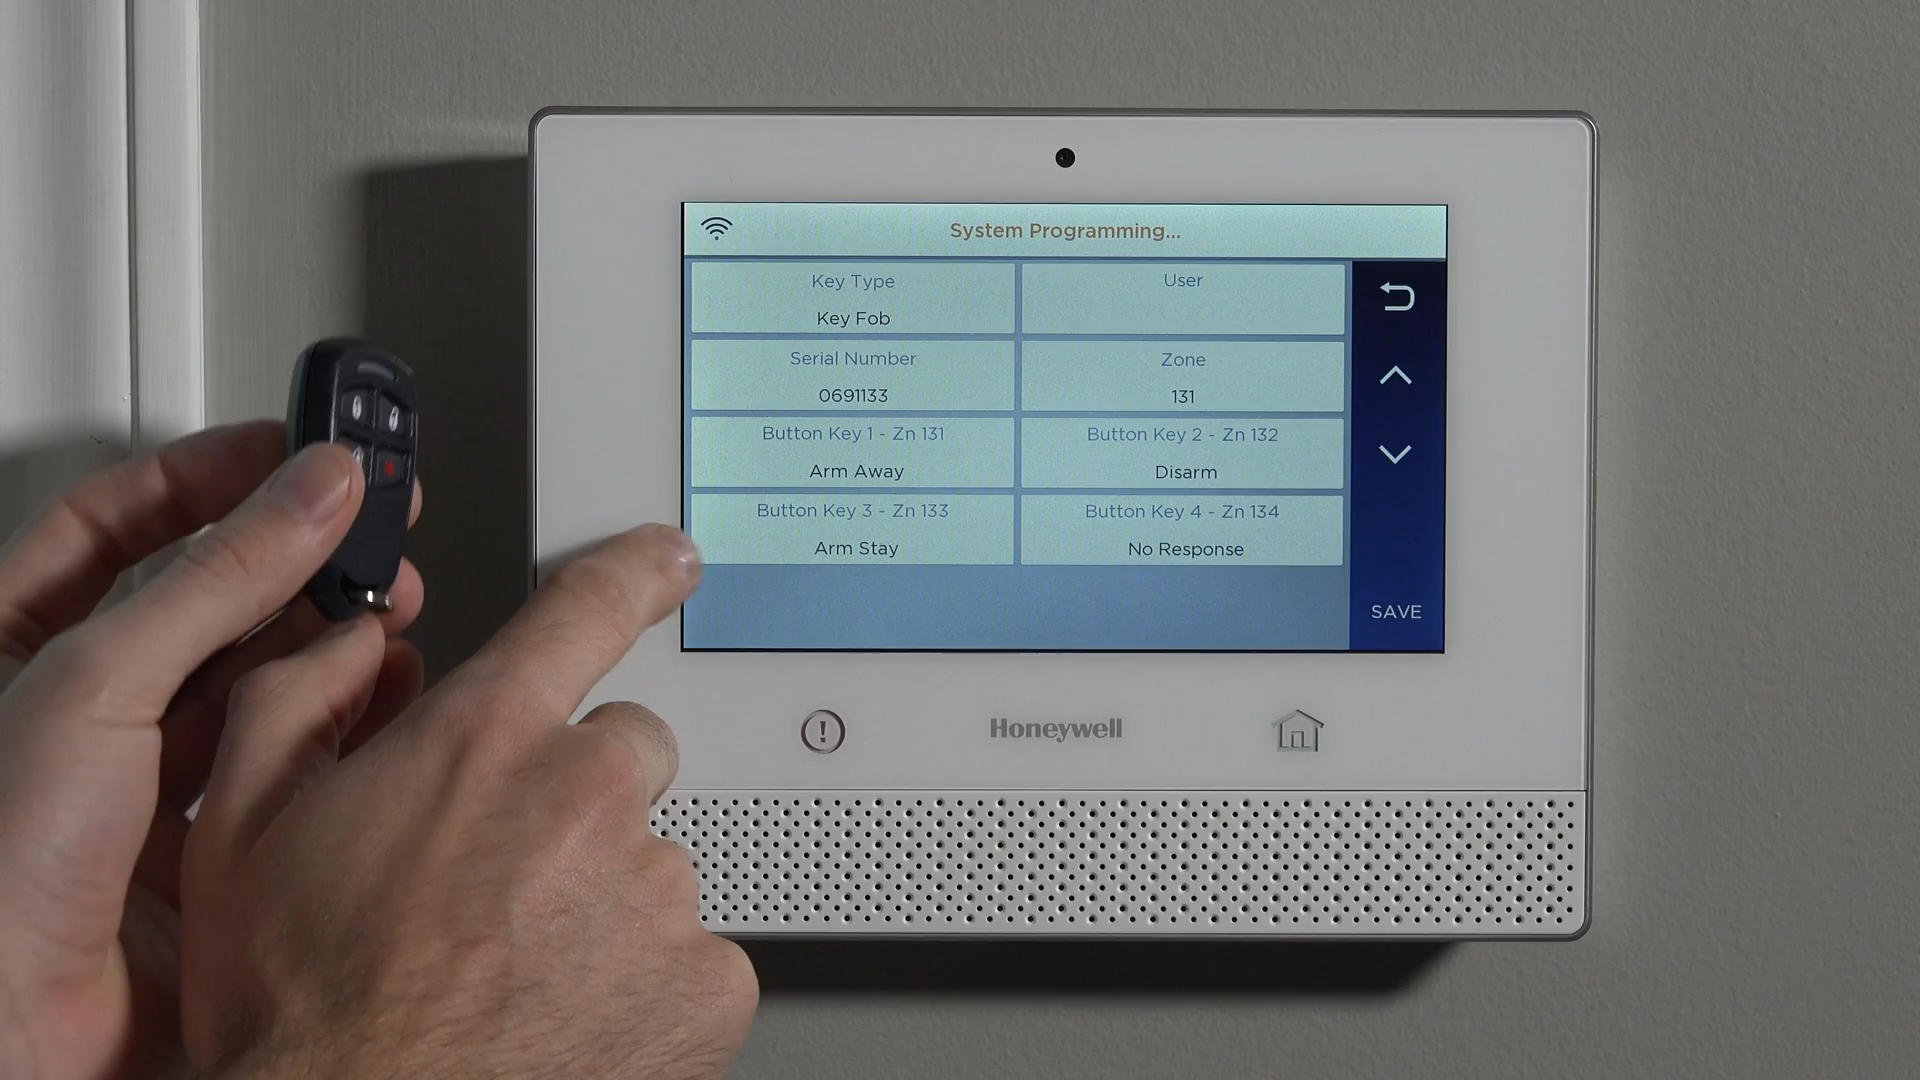 System Programming...
Key Type
Key Fob
User
Serial Number
0691133
Zone
131
Button Key 1 - Zn 131
Arm Away
Button Key 2 - Zn 132
Disarm
Button Key 3 - Zn 133
Arm Stay
Button Key 4 - Zn 134
No Response
SAVE
Honeywell